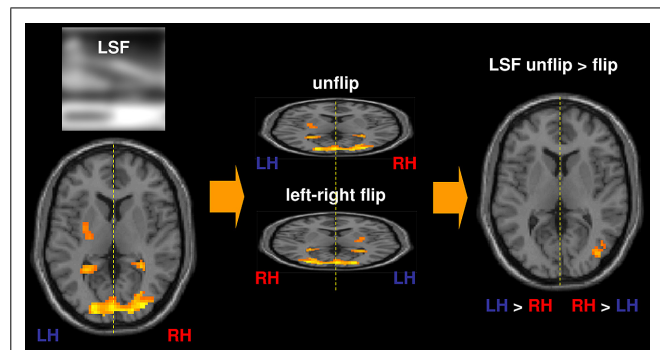 LSF
LH
RH
unflip
LH
RH
left-right flip
RH
LH
LSF unflip > flip
LH > RH RH > LH